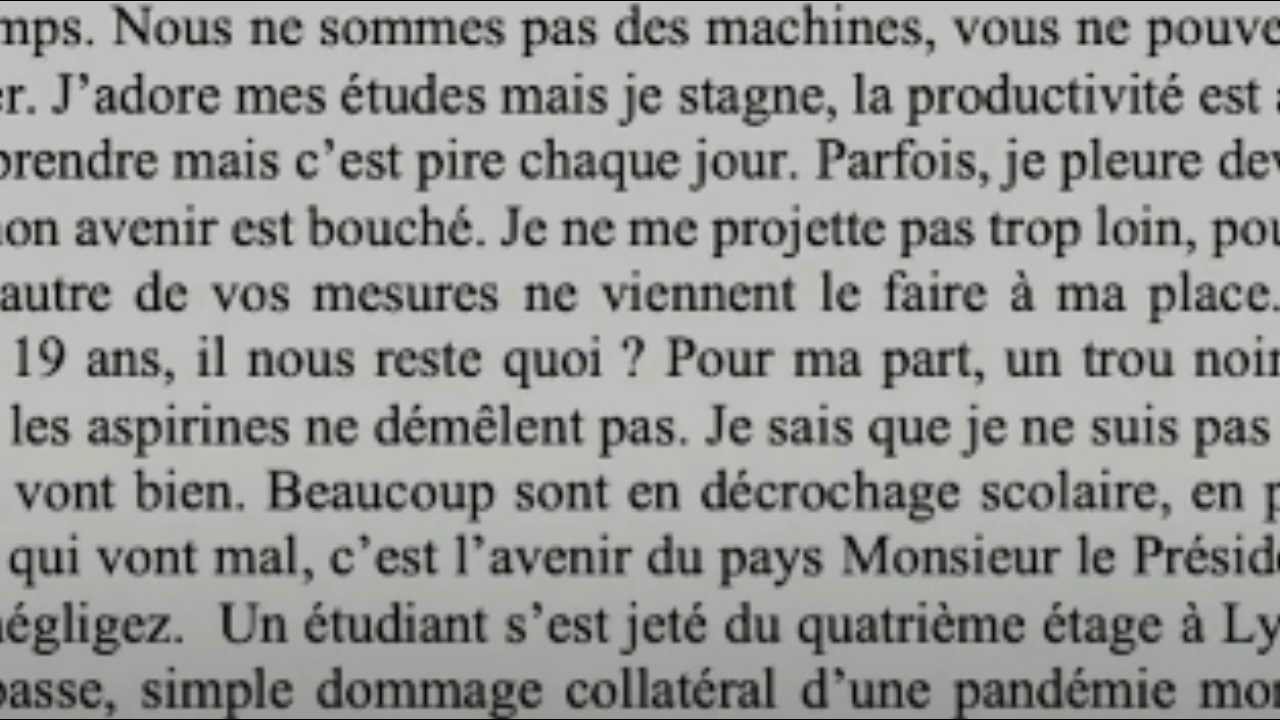 mps. Nous ne sommes pas des machines, vous ne pouve
er. J’adore mes études mais je stagne, la productivité est
prendre mais c’est pire chaque jour. Parfois, je pleure dev
on avenir est bouché. Je ne me projette pas trop loin, pou
autre de vos mesures ne viennent le faire à ma place.
19 ans, il nous reste quoi ? Pour ma part, un trou noir
les aspirines ne démêlent pas. Je sais que je ne suis pas
vont bien. Beaucoup sont en décrochage scolaire, en p
qui vont mal, c’est l’avenir du pays Monsieur le Préside
négligez. Un étudiant s’est jeté du quatrième étage à Ly
passe, simple dommage collatéral d’une pandémie mon